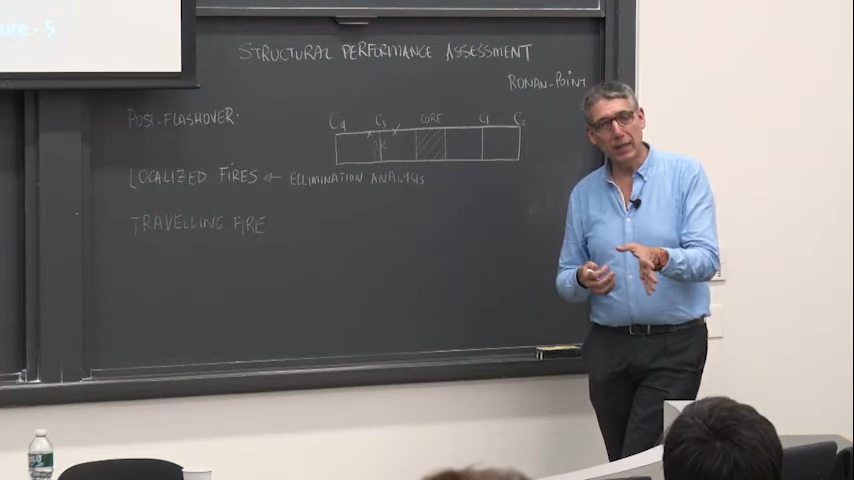 ure - 5
STRUCTURAL PERFORMANCE ASSESSMENT
RONAN-POINT
POST-FLASHOVER.
C4 C3 CORE C1 C2
LOCALIZED FIRES ← ELLIMINATION ANALYSIS
TRAVELLING FIRE